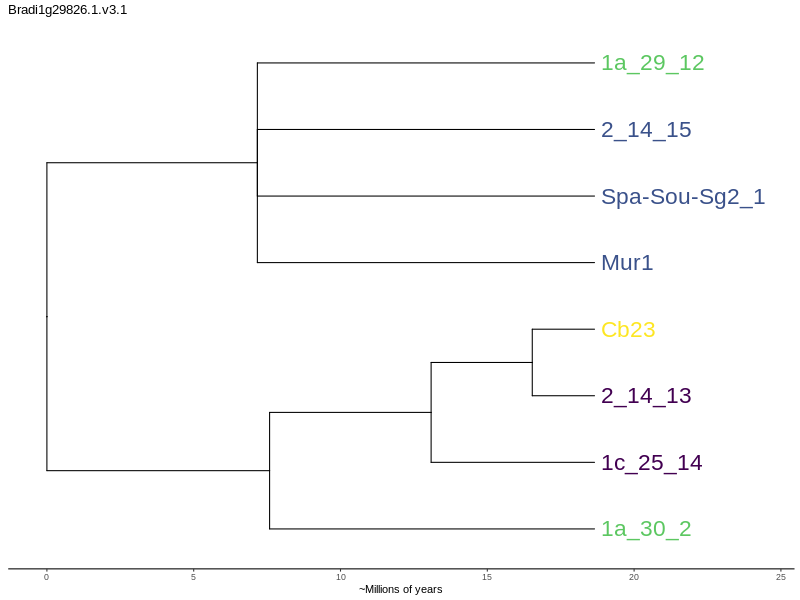 Bradi1g29826.1.v3.1
1a_29_12
2_14_15
Spa-Sou-Sg2_1
Mur1
Cb23
2_14_13
1c_25_14
1a_30_2
0 5 10 15 20 25
~Millions of years